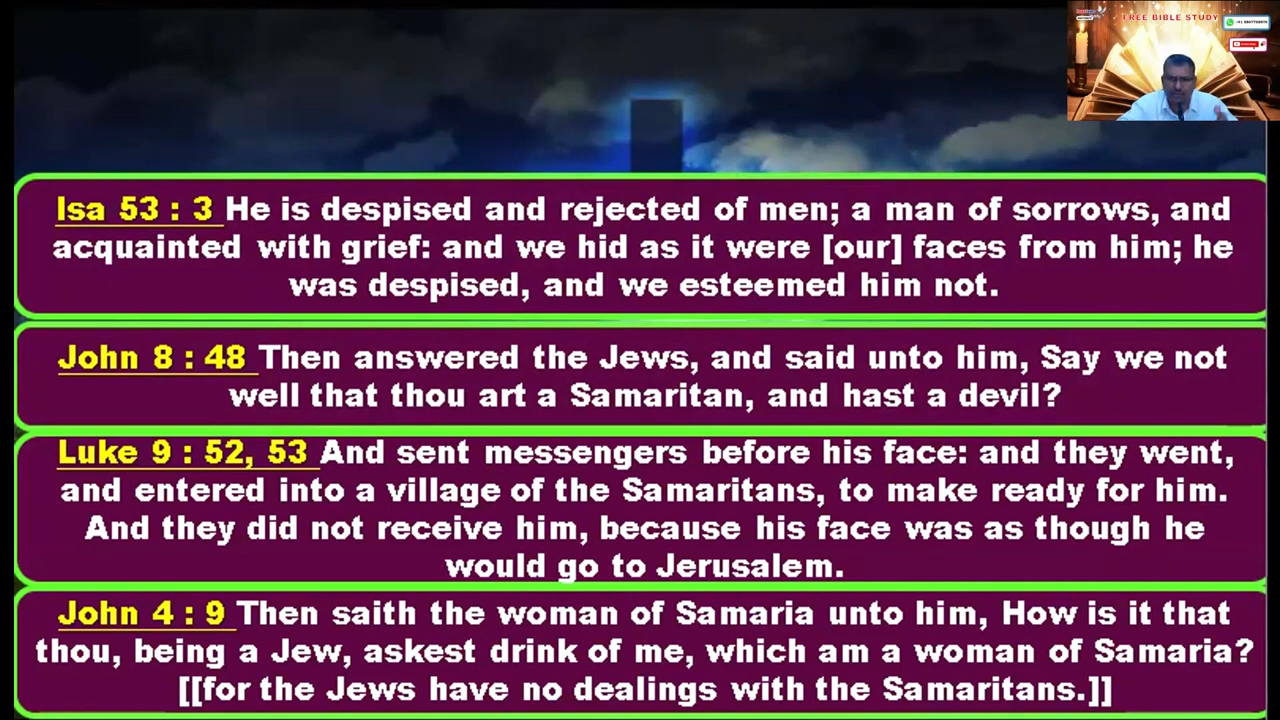 FREE BIBLE STUDY
Isa 53 : 3 He is despised and rejected of men; a man of sorrows, and
acquainted with grief: and we hid as it were [our] faces from him; he
was despised, and we esteemed him not.
John 8 : 48 Then answered the Jews, and said unto him, Say we not
well that thou art a Samaritan, and hast a devil?
Luke 9 : 52, 53 And sent messengers before his face: and they went,
and entered into a village of the Samaritans, to make ready for him.
And they did not receive him, because his face was as though he
would go to Jerusalem.
John 4 : 9 Then saith the woman of Samaria unto him, How is it that
thou, being a Jew, askest drink of me, which am a woman of Samaria?
[[for the Jews have no dealings with the Samaritans.]]